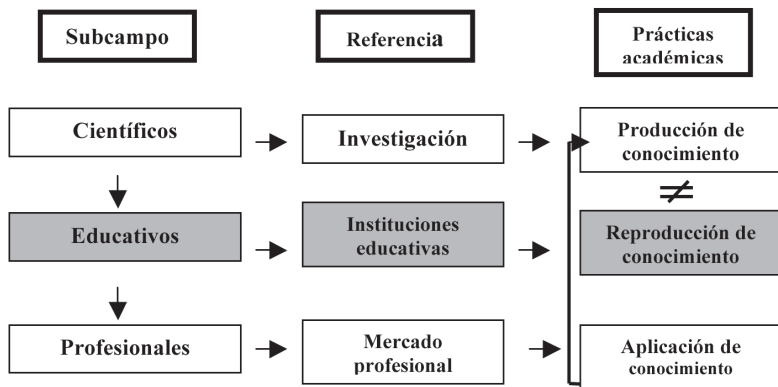 Subcampo
Referencia
Prácticas
académicas
Científicos
Investigación
Producción de
conocimiento
≠
Educativos
Instituciones
educativas
Reproducción de
conocimiento
Profesionales
Mercado
profesional
Aplicación de
conocimiento